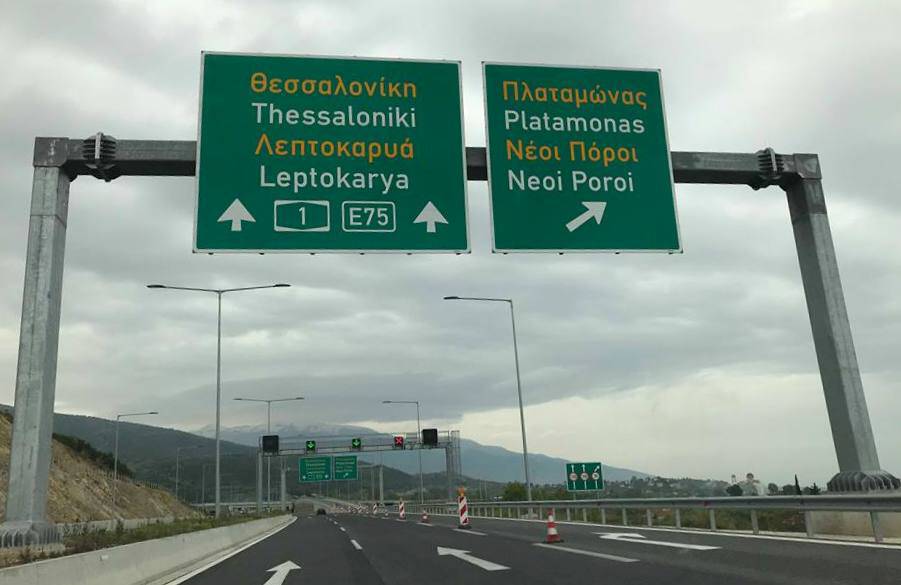 Θεσσαλονίκη
Thessaloniki
Λεπτοκαρυά
Leptokarya
1 E75
Πλαταμώνας
Platamonas
Νέοι Πόροι
Neoi Poroi